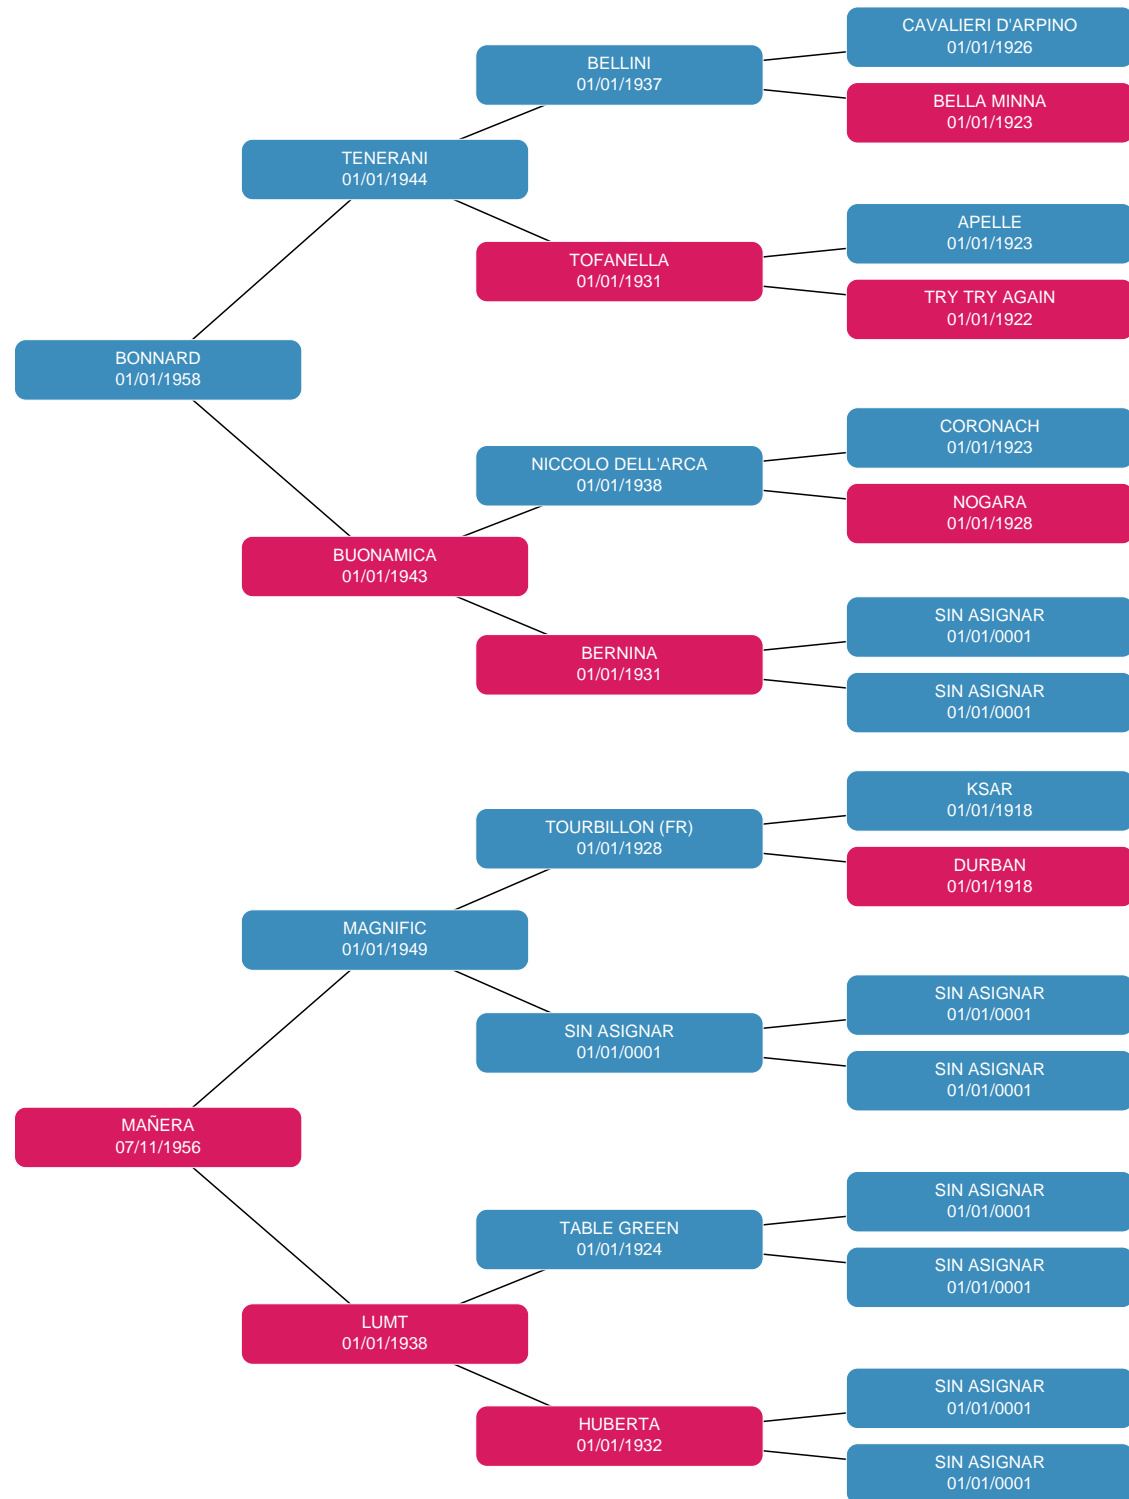 CAVALIERI D'ARPINO
01/01/1926
BELLINI
01/01/1937
BELLA MINNA
01/01/1923
TENERANI
01/01/1944
APELLE
01/01/1923
TOFANELLA
01/01/1931
TRY TRY AGAIN
01/01/1922
BONNARD
01/01/1958
CORONACH
01/01/1923
NICCOLO DELL'ARCA
01/01/1938
NOGARA
01/01/1928
BUONAMICA
01/01/1943
SIN ASIGNAR
01/01/0001
BERNINA
01/01/1931
SIN ASIGNAR
01/01/0001
KSAR
01/01/1918
TOURBILLON (FR)
01/01/1928
DURBAN
01/01/1918
MAGNIFIC
01/01/1949
SIN ASIGNAR
01/01/0001
SIN ASIGNAR
01/01/0001
SIN ASIGNAR
01/01/0001
MAÑERA
07/11/1956
SIN ASIGNAR
01/01/0001
TABLE GREEN
01/01/1924
SIN ASIGNAR
01/01/0001
LUMT
01/01/1938
SIN ASIGNAR
01/01/0001
HUBERTA
01/01/1932
SIN ASIGNAR
01/01/0001